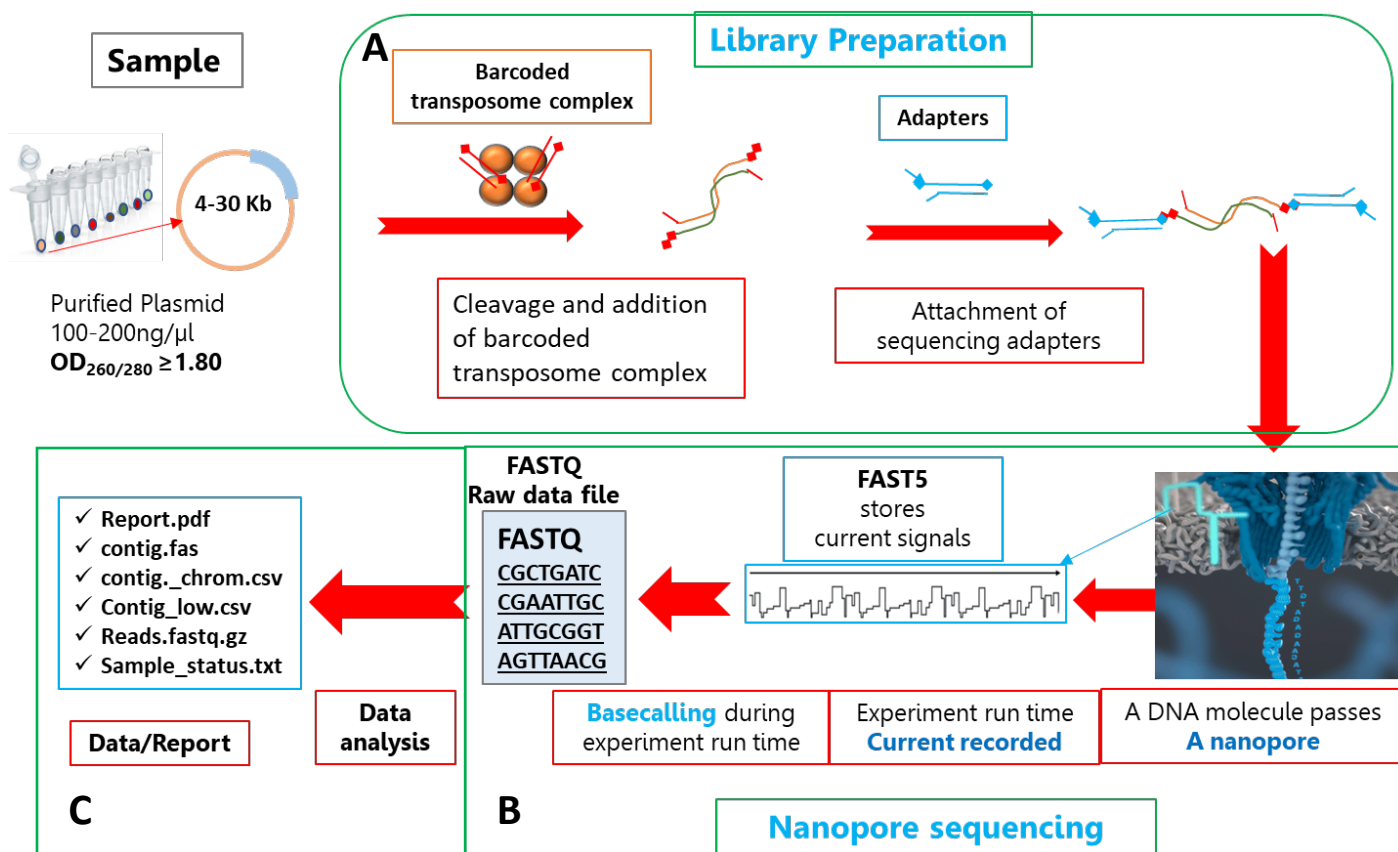 Sample
4-30 Kb
Purified Plasmid
100-200ng/µl
OD260/280 ≥1.80
A
Library Preparation
Barcoded
transposome complex
Adapters
Cleavage and addition
of barcoded
transposome complex
Attachment of
sequencing adapters
FASTQ
Raw data file
FASTQ
CGCTGATC
CGAATTGC
ATTGCGGT
AGTTAACG
FAST5
stores
current signals
Basecalling during
experiment run time
Experiment run time
Current recorded
A DNA molecule passes
A nanopore
B
Nanopore sequencing
✓ Report.pdf
✓ contig.fas
✓ contig._chrom.csv
✓ Contig_low.csv
✓ Reads.fastq.gz
✓ Sample_status.txt
Data
analysis
Data/Report
C